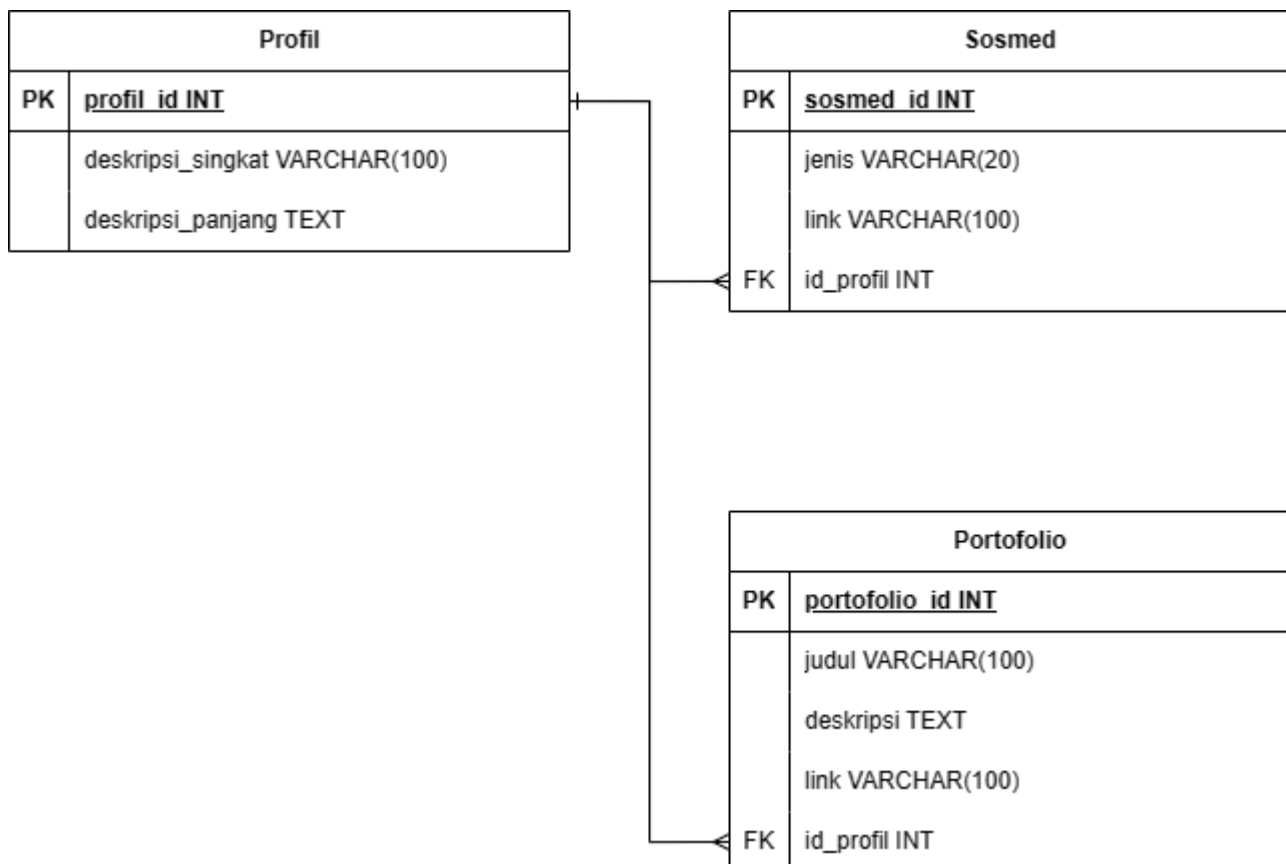 Profil
PK profil_id INT
deskripsi_singkat VARCHAR(100)
deskripsi_panjang TEXT
Sosmed
PK sosmed_id INT
jenis VARCHAR(20)
link VARCHAR(100)
FK id_profil INT
Portofolio
PK portofolio_id INT
judul VARCHAR(100)
deskripsi TEXT
link VARCHAR(100)
FK id_profil INT